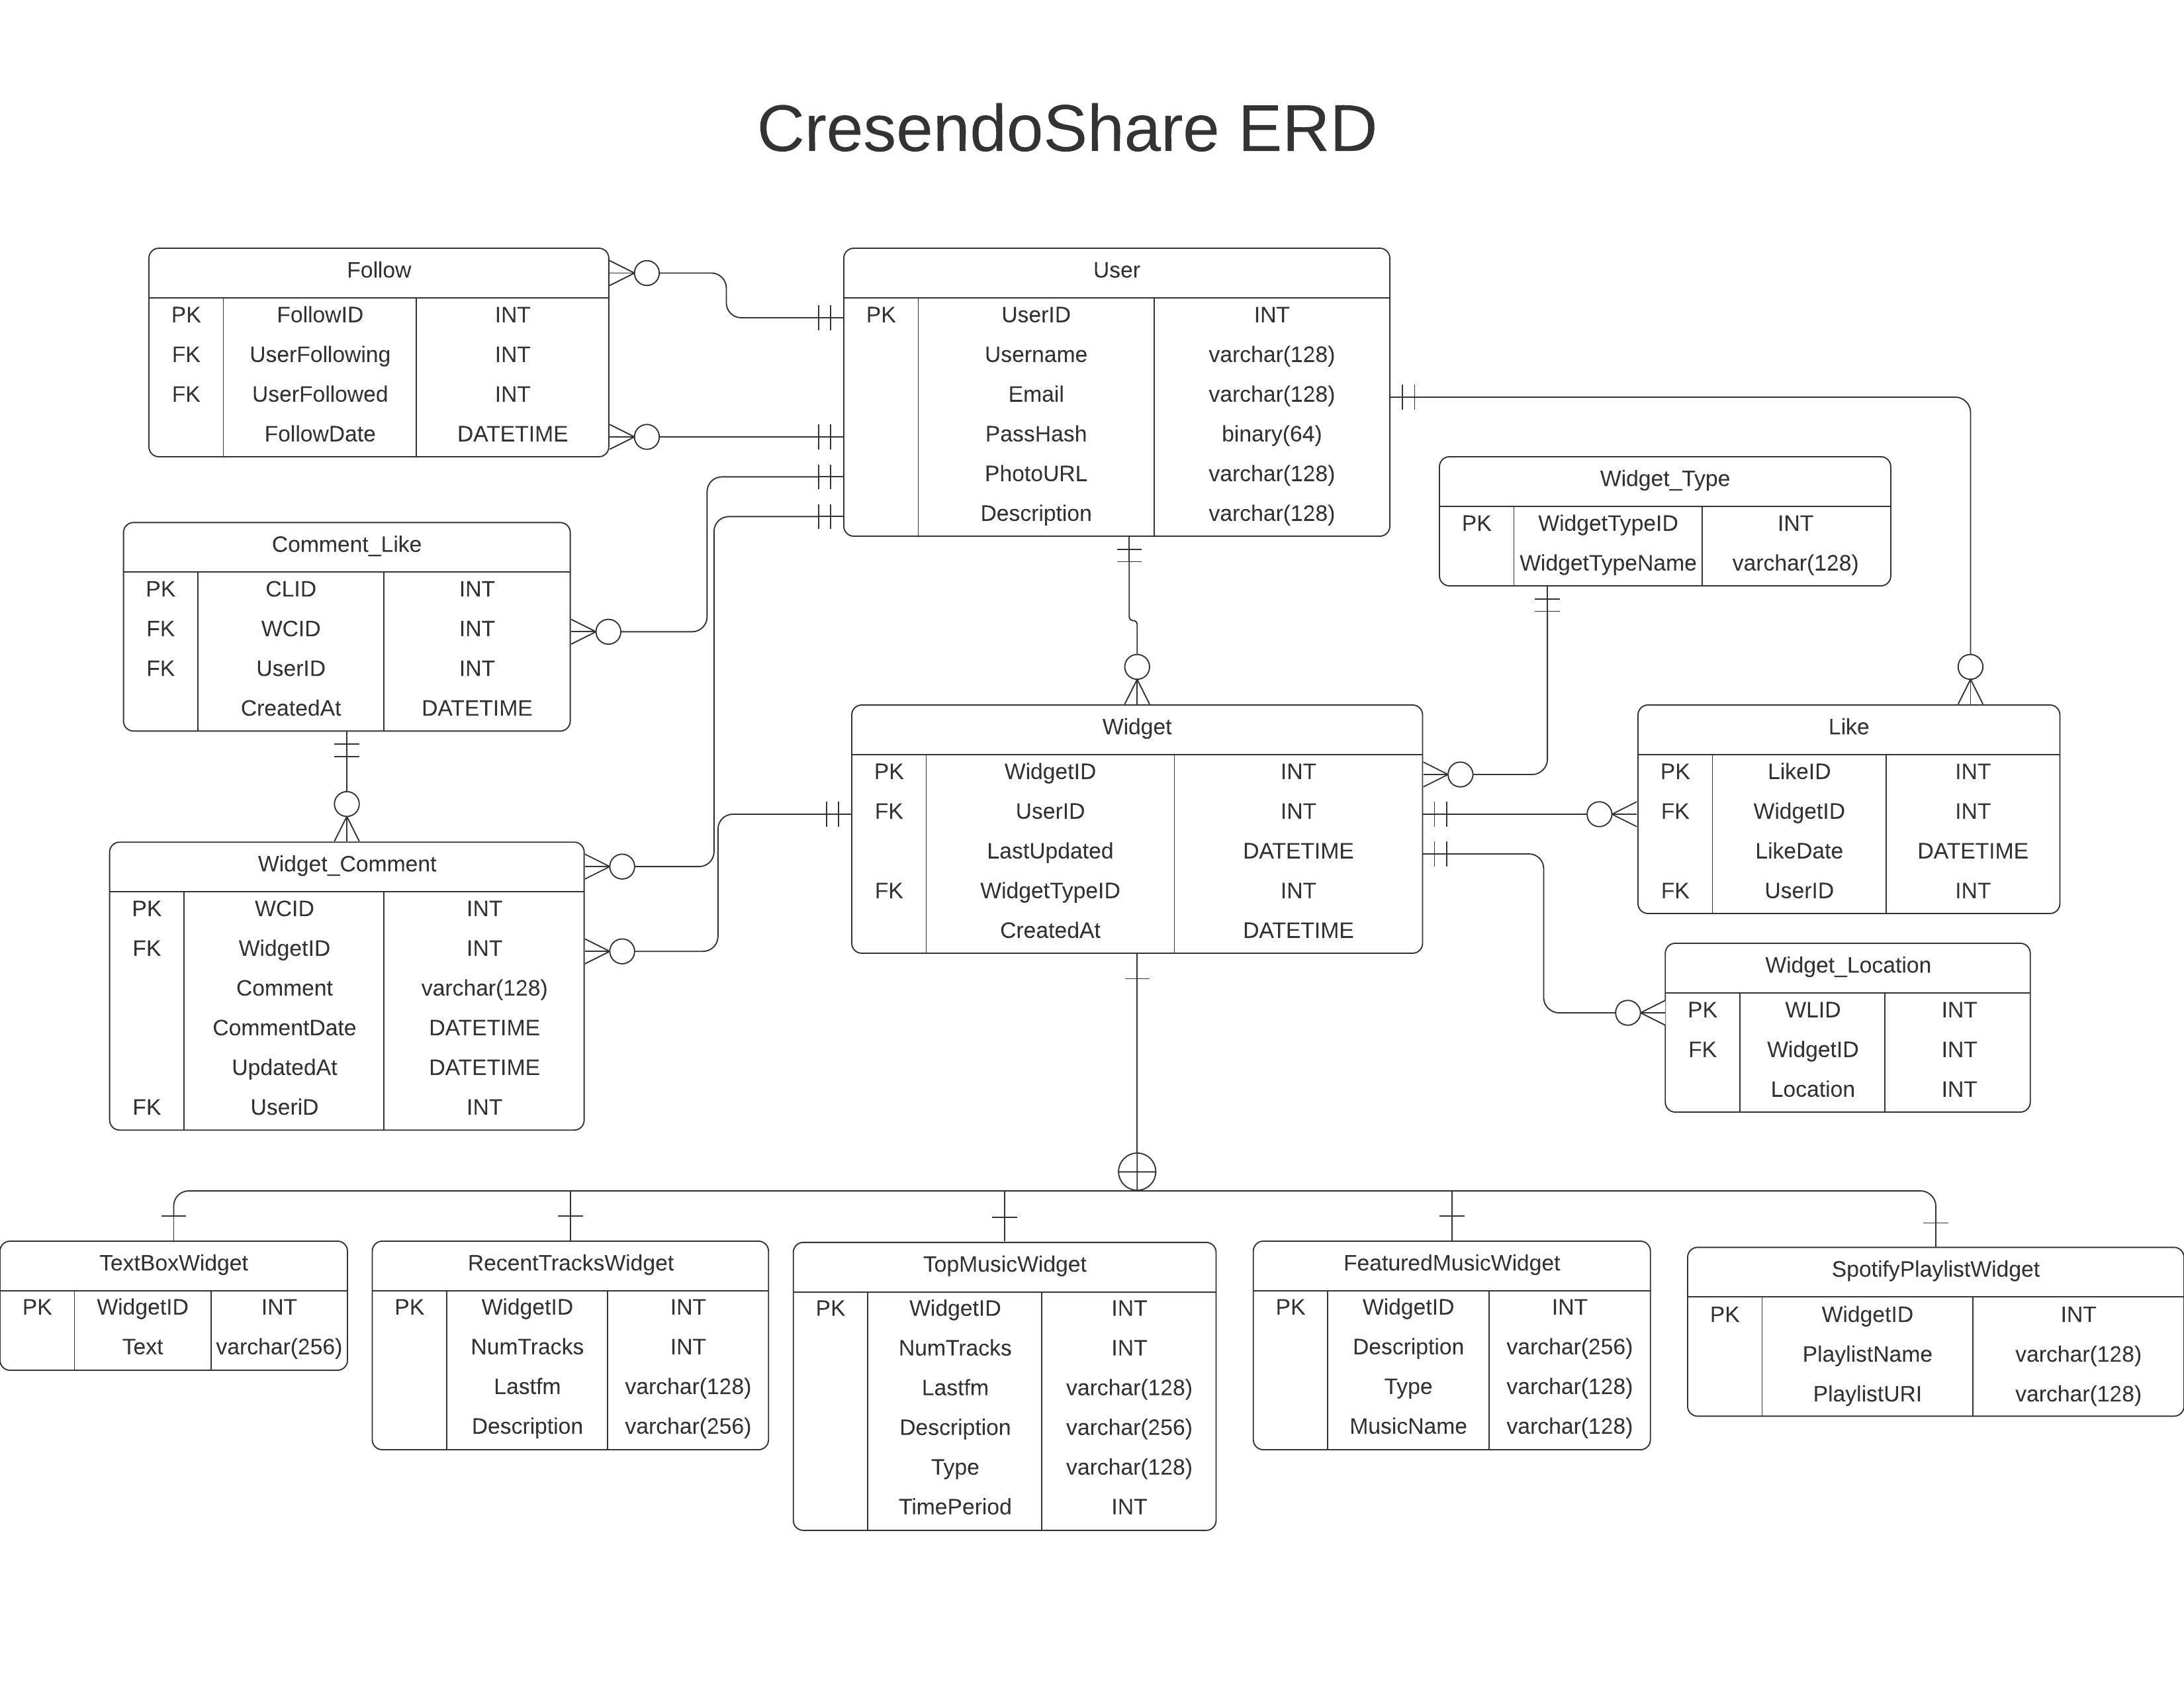 CresendoShare ERD
Follow
PK FollowID INT
FK UserFollowing INT
FK UserFollowed INT
FollowDate DATETIME
User
PK UserID INT
Username varchar(128)
Email varchar(128)
PassHash binary(64)
PhotoURL varchar(128)
Description varchar(128)
Widget_Type
PK WidgetTypeID INT
WidgetTypeName varchar(128)
Comment_Like
PK CLID INT
FK WCID INT
FK UserID INT
CreatedAt DATETIME
Widget
PK WidgetID INT
FK UserID INT
LastUpdated DATETIME
FK WidgetTypeID INT
CreatedAt DATETIME
Like
PK LikeID INT
FK WidgetID INT
LikeDate DATETIME
FK UserID INT
Widget_Comment
PK WCID INT
FK WidgetID INT
Comment varchar(128)
CommentDate DATETIME
UpdatedAt DATETIME
FK UseriD INT
Widget_Location
PK WLID INT
FK WidgetID INT
Location INT
TextBoxWidget
PK WidgetID INT
Text varchar(256)
RecentTracksWidget
PK WidgetID INT
NumTracks INT
Lastfm varchar(128)
Description varchar(256)
TopMusicWidget
PK WidgetID INT
NumTracks INT
Lastfm varchar(128)
Description varchar(256)
Type varchar(128)
TimePeriod INT
FeaturedMusicWidget
PK WidgetID INT
Description varchar(256)
Type varchar(128)
MusicName varchar(128)
SpotifyPlaylistWidget
PK WidgetID INT
PlaylistName varchar(128)
PlaylistURI varchar(128)